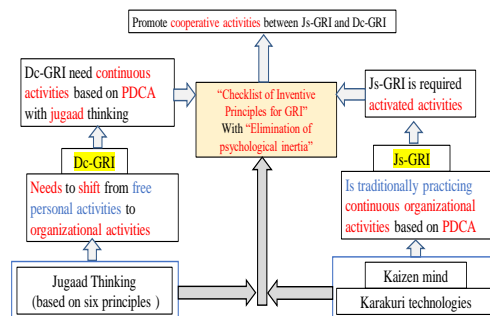 Promote cooperative activities between Js-GRI and Dc-GRI
Dc-GRI need continuous
activities based on PDCA
with jugaad thinking
“Checklist of Inventive
Principles for GRI”
With “Elimination of
psychological inertia”
Js-GRI is required
activated activities
Dc-GRI
Needs to shift from free
personal activities to
organizational activities
Js-GRI
Is traditionally practicing
continuous organizational
activities based on PDCA
Jugaad Thinking
(based on six principles )
Kaizen mind
Karakuri technologies